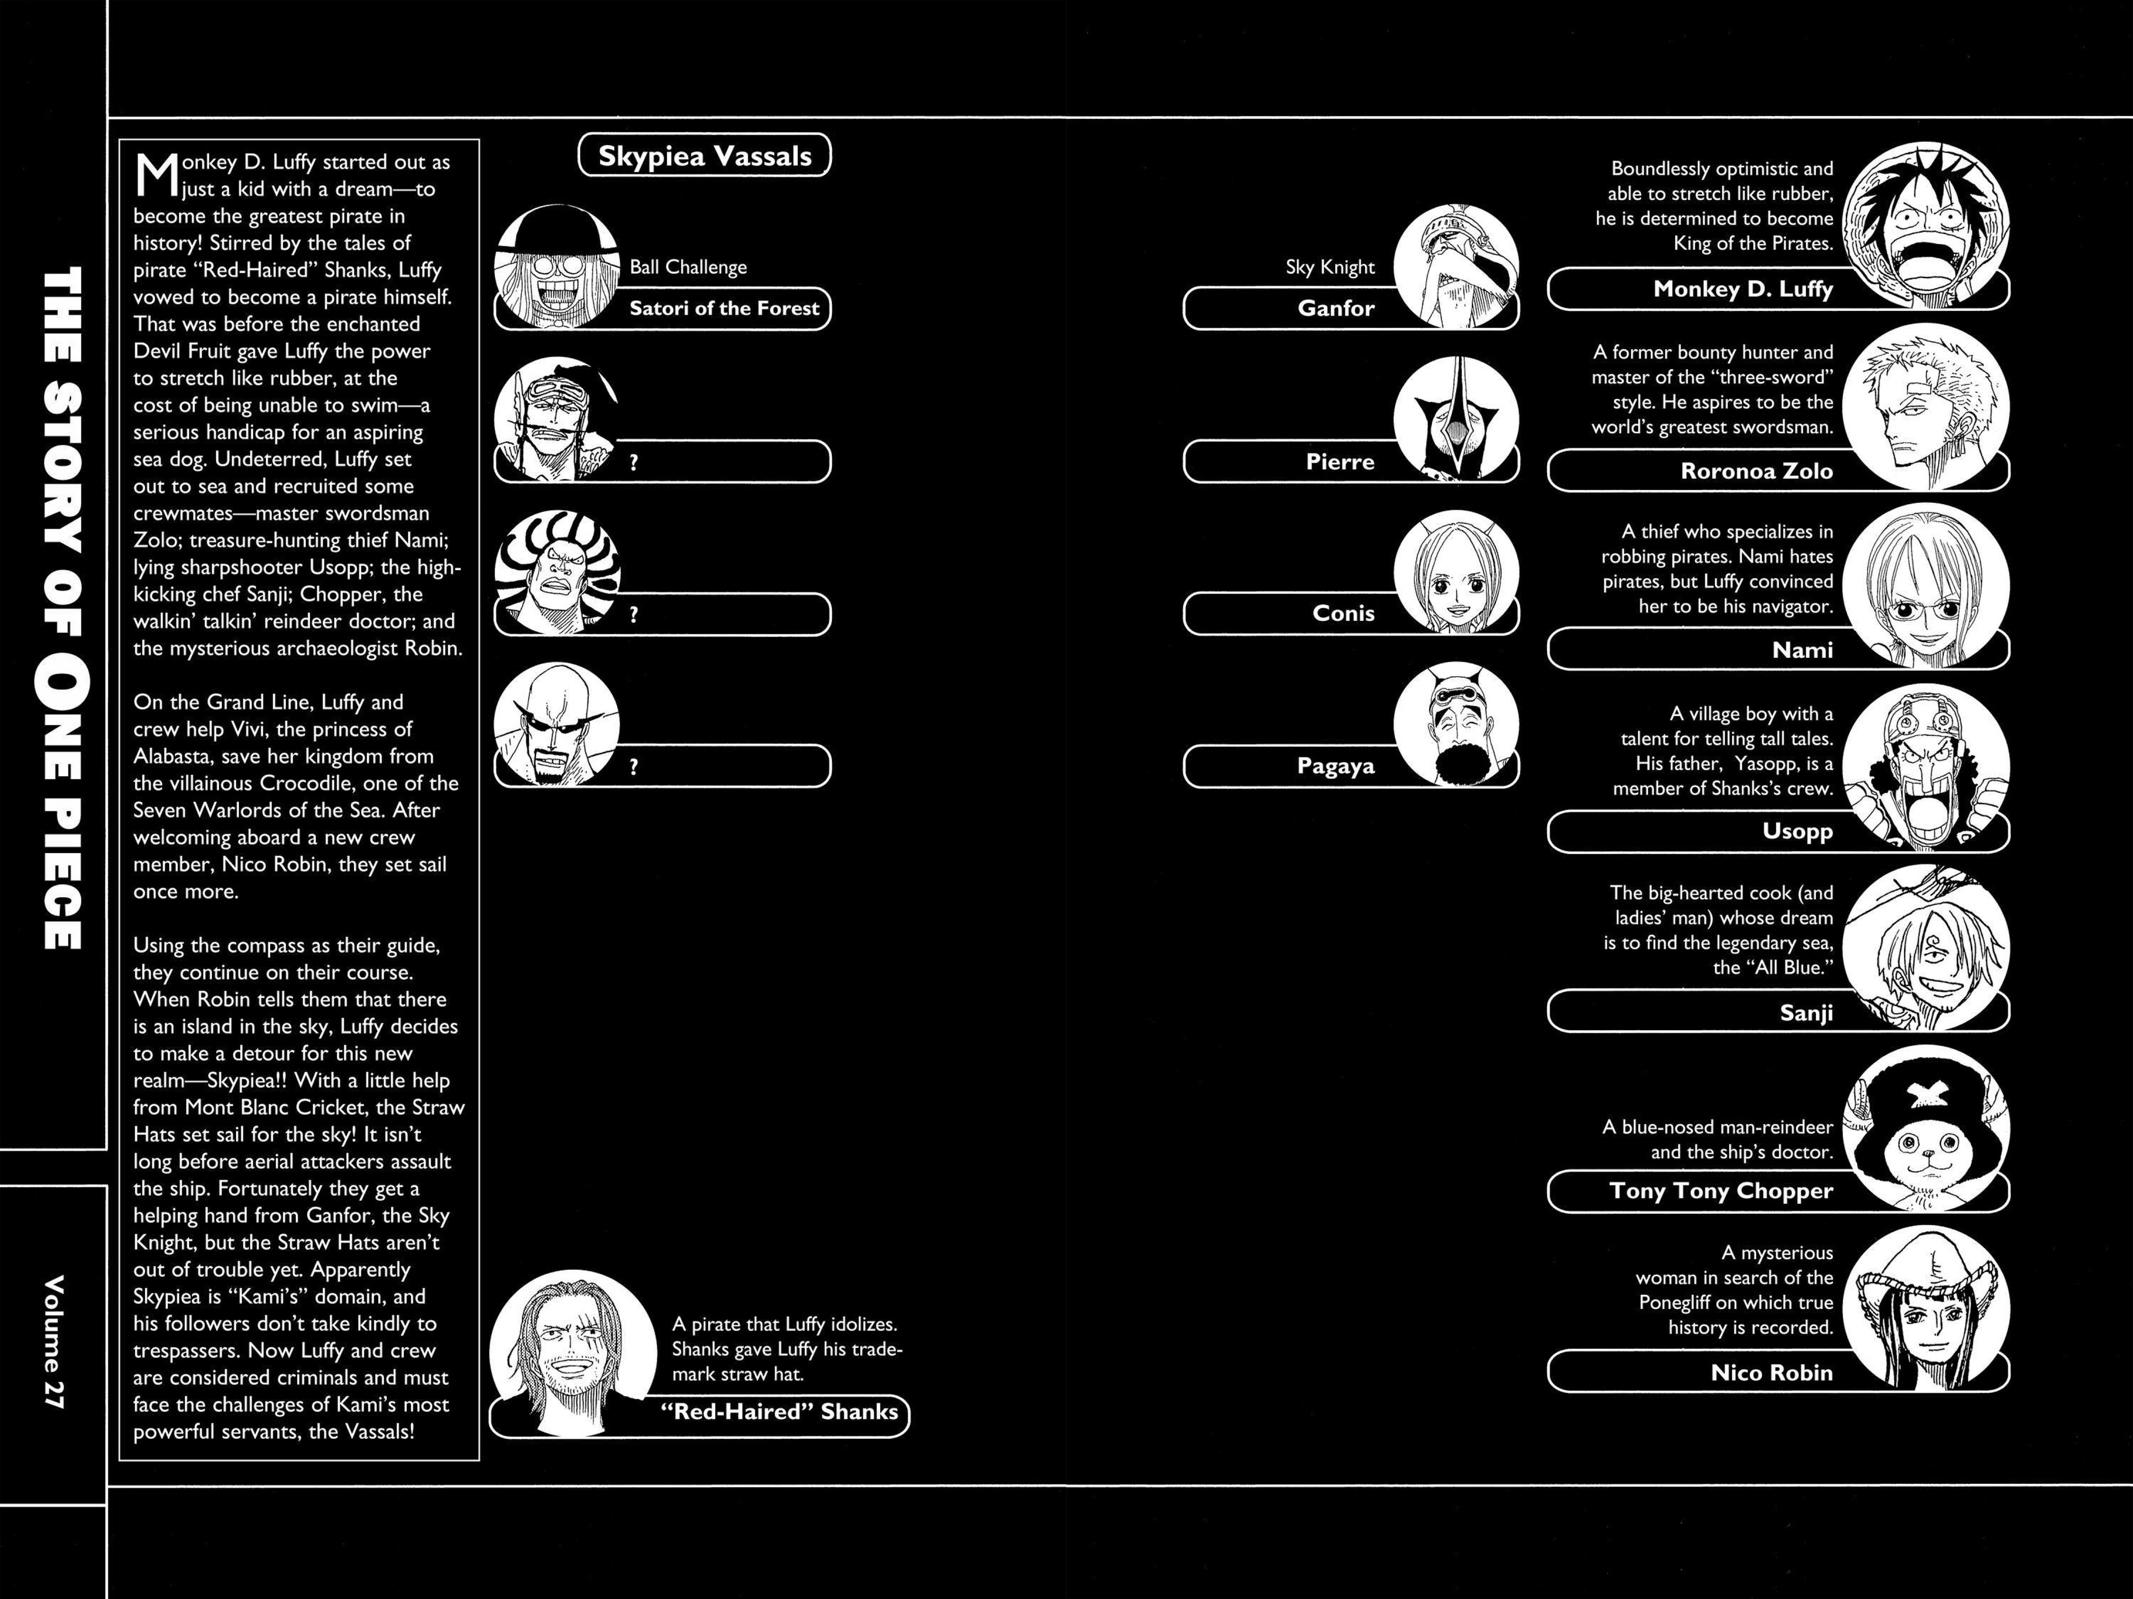 THE STORY OF ONE PIECE
Volume 27
Monkey D. Luffy started out as
just a kid with a dream—to
become the greatest pirate in
history! Stirred by the tales of
pirate “Red-Haired” Shanks, Luffy
vowed to become a pirate himself.
That was before the enchanted
Devil Fruit gave Luffy the power
to stretch like rubber, at the
cost of being unable to swim—a
serious handicap for an aspiring
sea dog. Undeterred, Luffy set
out to sea and recruited some
crewmates—master swordsman
Zolo; treasure-hunting thief Nami;
lying sharpshooter Usopp; the high-
kicking chef Sanji; Chopper, the
walkin’ talkin’ reindeer doctor; and
the mysterious archaeologist Robin.
On the Grand Line, Luffy and
crew help Vivi, the princess of
Alabasta, save her kingdom from
the villainous Crocodile, one of the
Seven Warlords of the Sea. After
welcoming aboard a new crew
member, Nico Robin, they set sail
once more.
Using the compass as their guide,
they continue on their course.
When Robin tells them that there
is an island in the sky, Luffy decides
to make a detour for this new
realm—Skypiea!! With a little help
from Mont Blanc Cricket, the Straw
Hats set sail for the sky! It isn’t
long before aerial attackers assault
the ship. Fortunately they get a
helping hand from Ganfor, the Sky
Knight, but the Straw Hats aren’t
out of trouble yet. Apparently
Skypiea is “Kami’s” domain, and
his followers don’t take kindly to
trespassers. Now Luffy and crew
are considered criminals and must
face the challenges of Kami’s most
powerful servants, the Vassals!
Skypiea Vassals
Ball Challenge
Satori of the Forest
?
?
?
A pirate that Luffy idolizes.
Shanks gave Luffy his trade-
mark straw hat.
“Red-Haired” Shanks
Sky Knight
Ganfor
Pierre
Conis
Pagaya
Boundlessly optimistic and
able to stretch like rubber,
he is determined to become
King of the Pirates.
Monkey D. Luffy
A former bounty hunter and
master of the “three-sword”
style. He aspires to be the
world’s greatest swordsman.
Roronoa Zolo
A thief who specializes in
robbing pirates. Nami hates
pirates, but Luffy convinced
her to be his navigator.
Nami
A village boy with a
talent for telling tall tales.
His father, Yasopp, is a
member of Shanks’s crew.
Usopp
The big-hearted cook (and
ladies’ man) whose dream
is to find the legendary sea,
the “All Blue.”
Sanji
A blue-nosed man-reindeer
and the ship’s doctor.
Tony Tony Chopper
A mysterious
woman in search of the
Ponegliff on which true
history is recorded.
Nico Robin